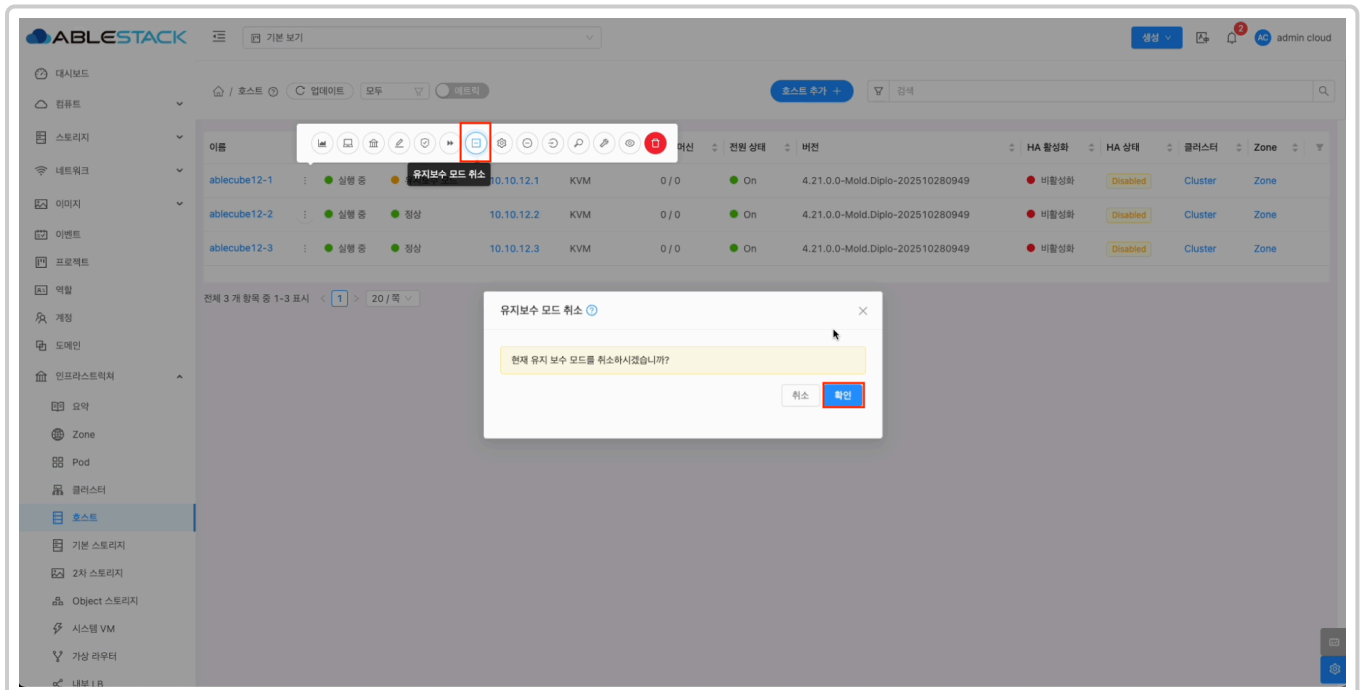 ABLESTACK
기본 보기
생성
2
AC admin cloud
대시보드
컴퓨트
스토리지
네트워크
이미지
이벤트
프로젝트
역할
계정
도메인
인프라스트럭쳐
요약
Zone
Pod
클러스터
호스트
기본 스토리지
2차 스토리지
Object 스토리지
시스템 VM
가상 라우터
내부 LB
/ 호스트 업데이트 모두 메트릭
호스트 추가 + 검색
이름 머신 전원 상태 버전 HA 활성화 HA 상태 클러스터 Zone
유지보수 모드 취소
ablecube12-1 실행 중 10.10.12.1 KVM 0 / 0 On 4.21.0.0-Mold.Diplo-202510280949 비활성화 Disabled Cluster Zone
ablecube12-2 실행 중 정상 10.10.12.2 KVM 0 / 0 On 4.21.0.0-Mold.Diplo-202510280949 비활성화 Disabled Cluster Zone
ablecube12-3 실행 중 정상 10.10.12.3 KVM 0 / 0 On 4.21.0.0-Mold.Diplo-202510280949 비활성화 Disabled Cluster Zone
전체 3 개 항목 중 1-3 표시 < 1 > 20 / 쪽
유지보수 모드 취소
현재 유지 보수 모드를 취소하시겠습니까?
취소 확인